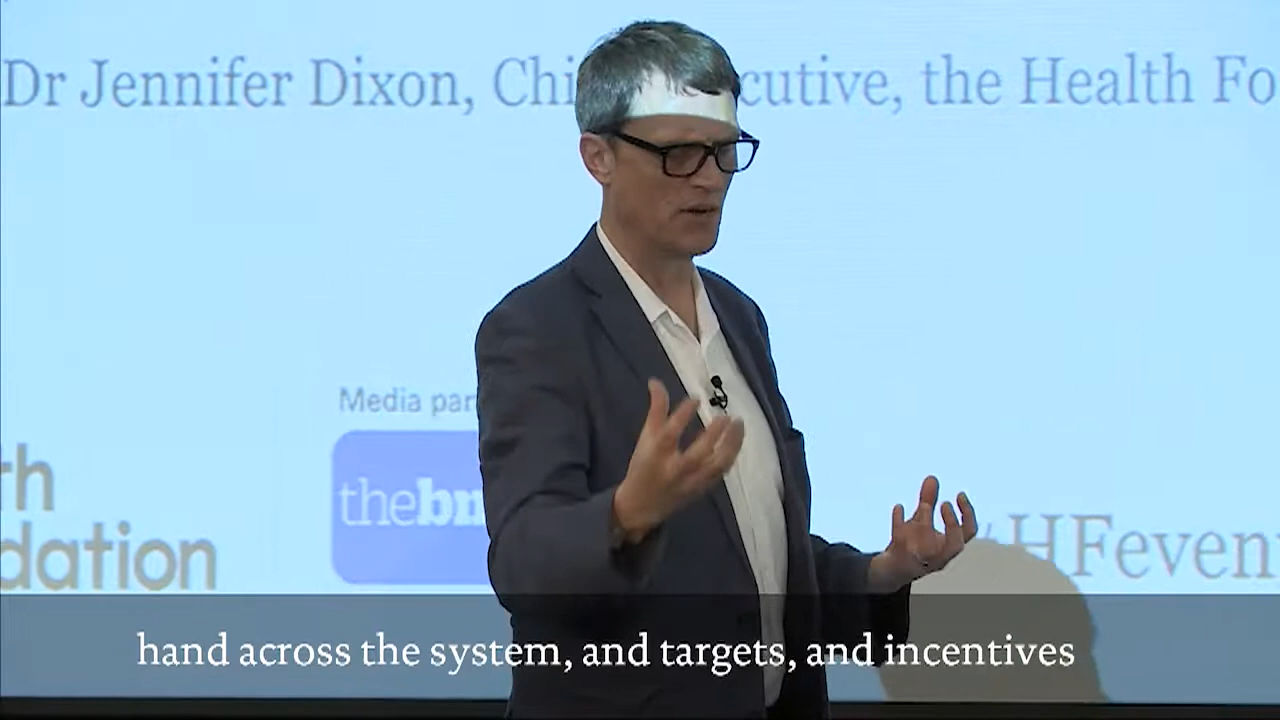 Dr Jennifer Dixon, Chi cutive, the Health Fo
Media par
thebm
th
dation
#HFeven
hand across the system, and targets, and incentives